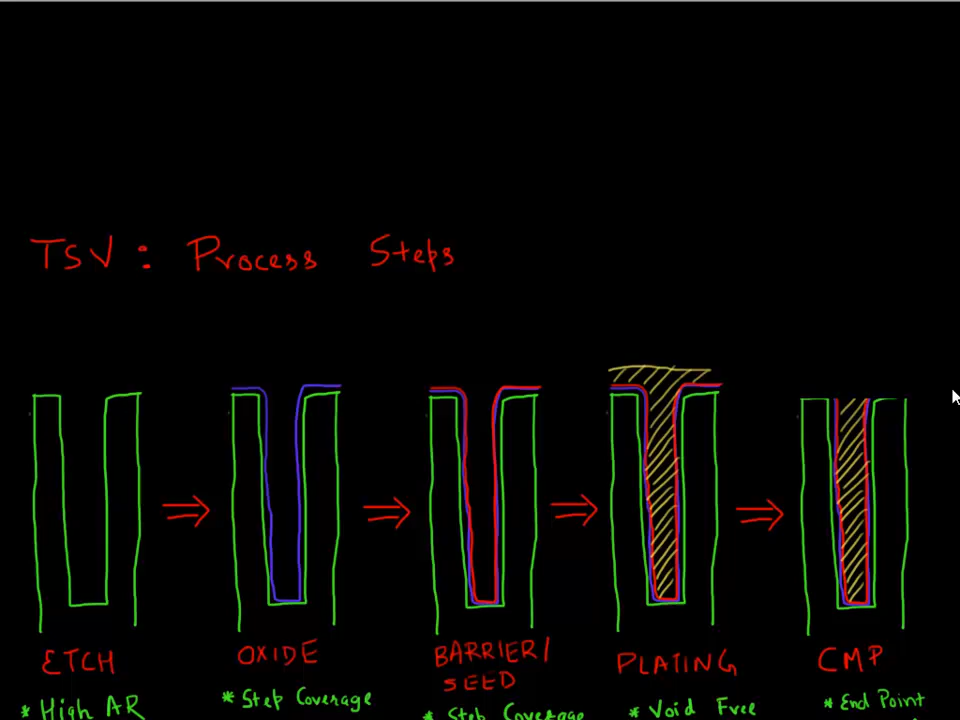 TSV: Process Steps
ETCH
* High AR
OXIDE
* Step Coverage
BARRIER/
SEED
* Step Coverage
PLATING
* Void Free
CMP
* End Point